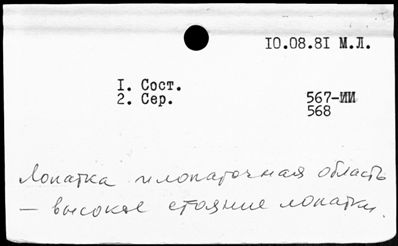 10.08.81 М.Л.
1. Сост.
2. Сер.
567-ИИ
568
Лопатка и лопаточная область
— высокое стояние лопатки.